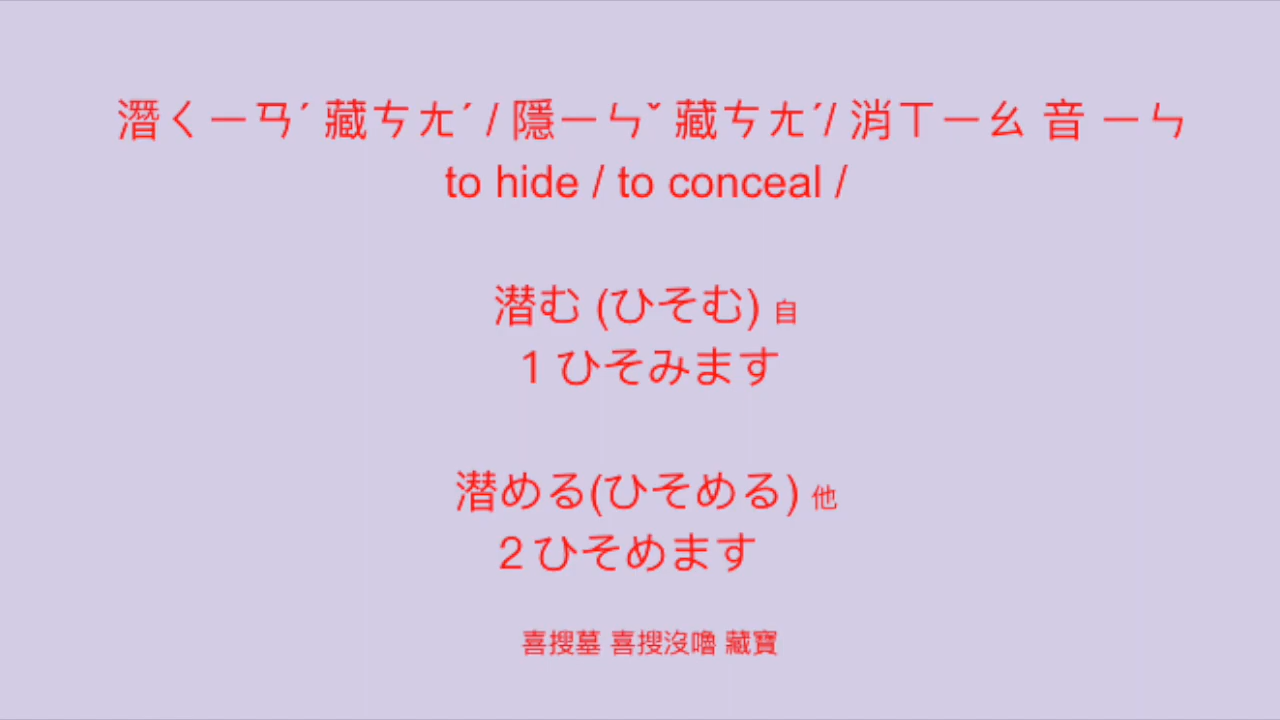 潛ㄑㄧㄢˊ 藏ㄘㄤˊ / 隱ㄧㄣˇ 藏ㄘㄤˊ/ 消ㄒㄧㄠ 音 ㄧㄣ
to hide / to conceal /
潜む (ひそむ) 自
1 ひそみます
潜める(ひそめる) 他
2 ひそめます
喜搜墓 喜搜沒嚕 藏寶